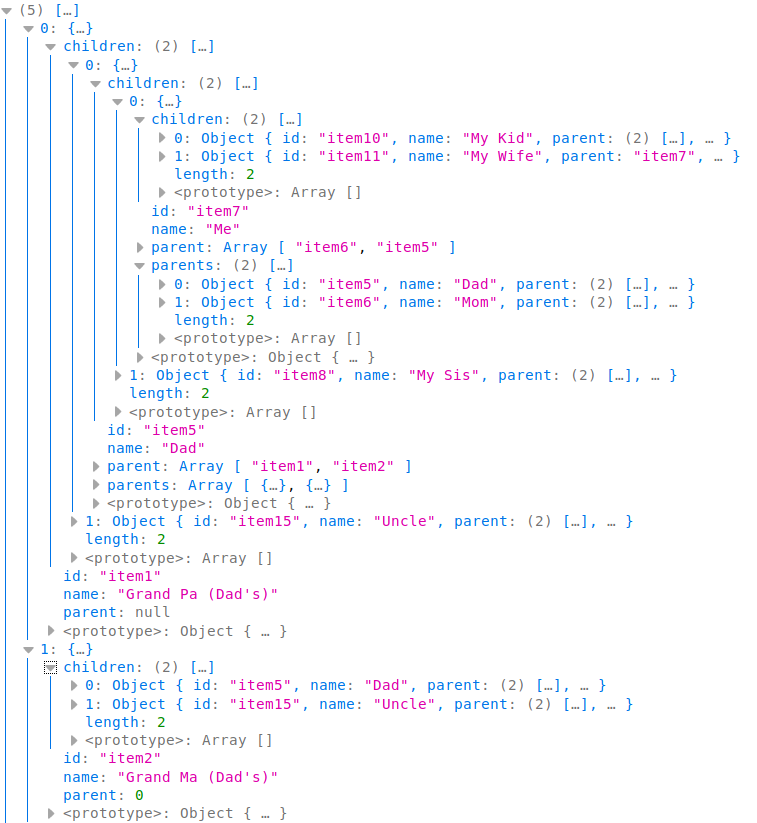 (5) […]
0: {…}
children: (2) […]
0: {…}
children: (2) […]
0: {…}
children: (2) […]
0: Object { id: "item10", name: "My Kid", parent: (2) […], … }
1: Object { id: "item11", name: "My Wife", parent: "item7", … }
length: 2
<prototype>: Array []
id: "item7"
name: "Me"
parent: Array [ "item6", "item5" ]
parents: (2) […]
0: Object { id: "item5", name: "Dad", parent: (2) […], … }
1: Object { id: "item6", name: "Mom", parent: (2) […], … }
length: 2
<prototype>: Array []
<prototype>: Object { … }
1: Object { id: "item8", name: "My Sis", parent: (2) […], … }
length: 2
<prototype>: Array []
id: "item5"
name: "Dad"
parent: Array [ "item1", "item2" ]
parents: Array [ {…}, {…} ]
<prototype>: Object { … }
1: Object { id: "item15", name: "Uncle", parent: (2) […], … }
length: 2
<prototype>: Array []
id: "item1"
name: "Grand Pa (Dad's)"
parent: null
<prototype>: Object { … }
1: {…}
children: (2) […]
0: Object { id: "item5", name: "Dad", parent: (2) […], … }
1: Object { id: "item15", name: "Uncle", parent: (2) […], … }
length: 2
<prototype>: Array []
id: "item2"
name: "Grand Ma (Dad's)"
parent: 0
<prototype>: Object { … }